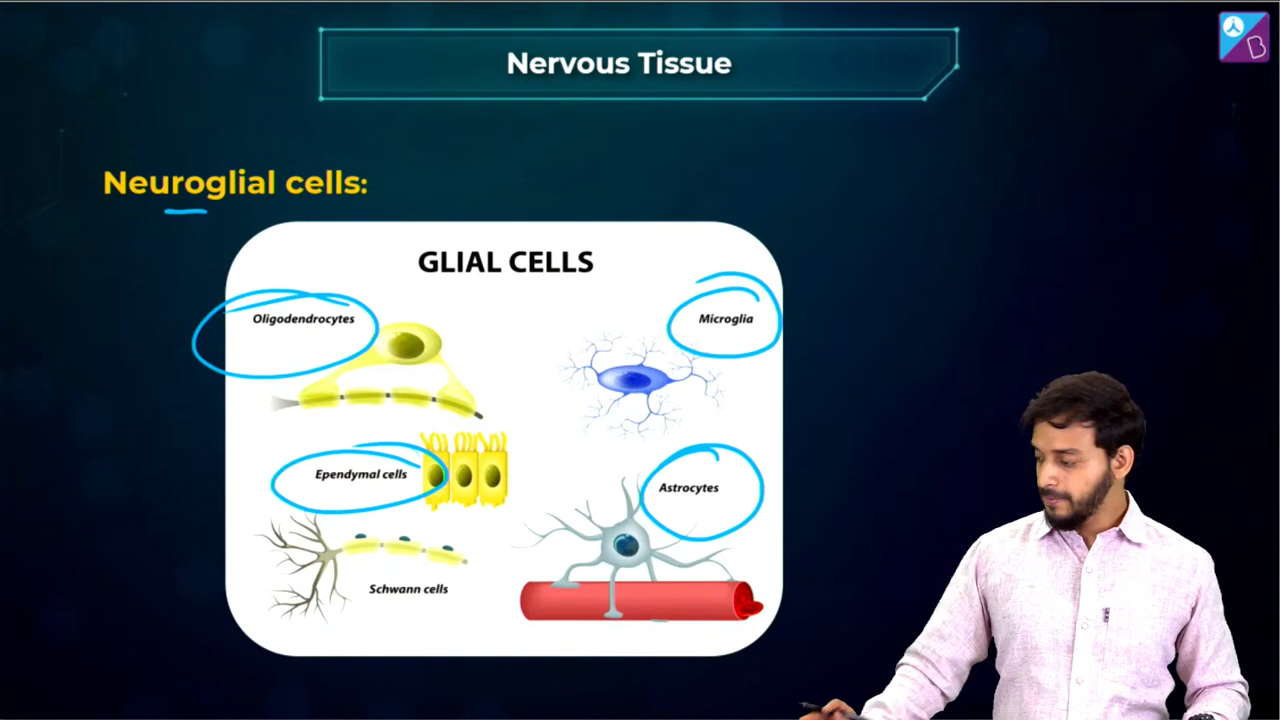 Nervous Tissue
B
Neuroglial cells:
GLIAL CELLS
Oligodendrocytes
Microglia
Ependymal cells
Astrocytes
Schwann cells